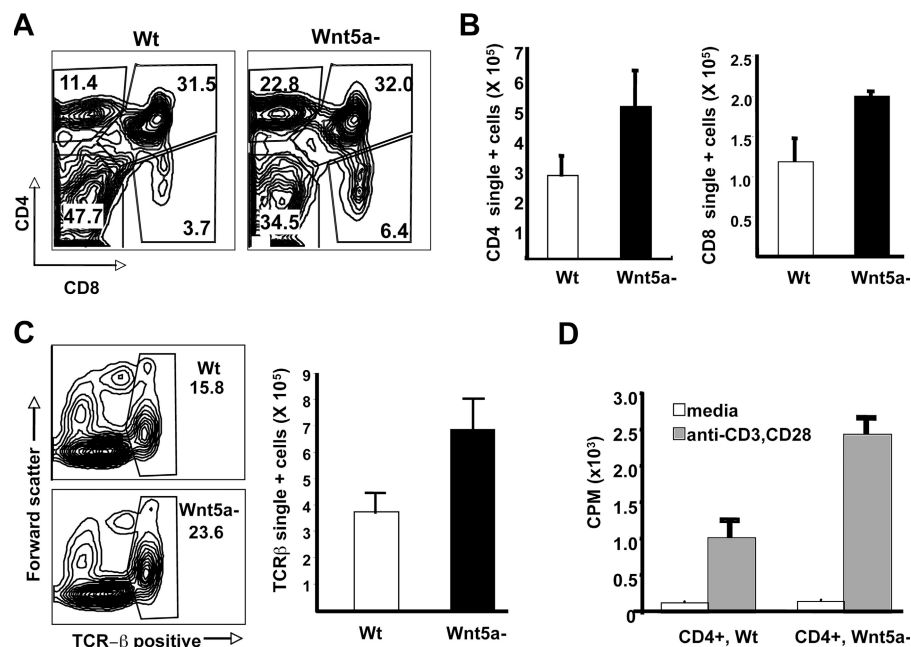 A
Wt
Wnt5a-
11.4
31.5
47.7
3.7
22.8
32.0
34.5
6.4
CD4
CD8
B
CD4 single + cells (X 10⁵)
7
6
5
4
3
2
1
Wt
Wnt5a-
CD8 single + cells (X 10⁵)
2.5
2.0
1.5
1.0
0.5
Wt
Wnt5a-
C
Forward scatter
Wt
15.8
Wnt5a-
23.6
TCR-β positive
TCRβ single + cells (X 10⁵)
9
8
7
6
5
4
3
2
1
Wt
Wnt5a-
D
CPM (x10³)
3.0
2.5
2.0
1.0
0.5
0
media
anti-CD3,CD28
CD4+, Wt
CD4+, Wnt5a-